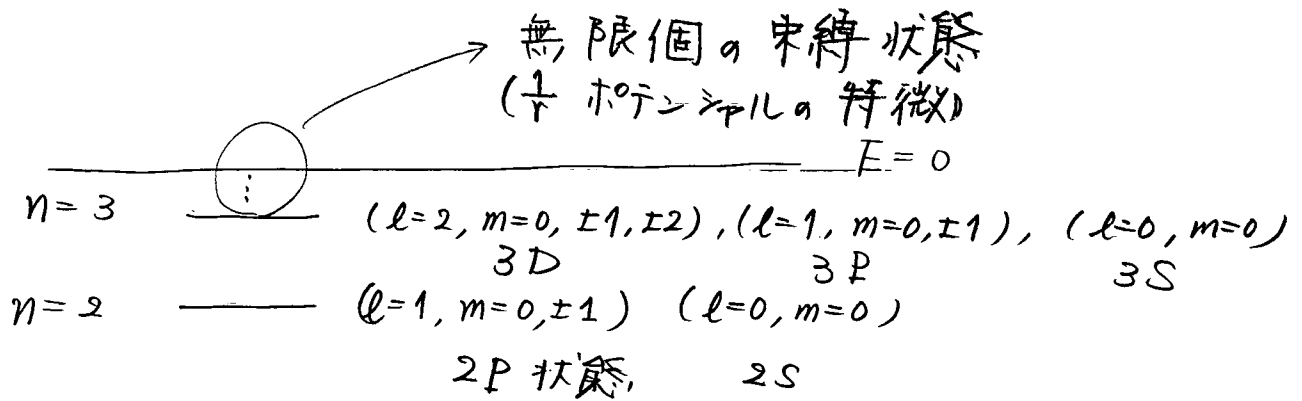 無限個の束縛状態
(1/r ポテンシャルの特徴)
E = 0
⋮
n = 3 (l=2, m=0, ±1, ±2), (l=1, m=0, ±1), (l=0, m=0)
3D 3P 3S
n = 2 (l=1, m=0, ±1) (l=0, m=0)
2P 状態, 2S